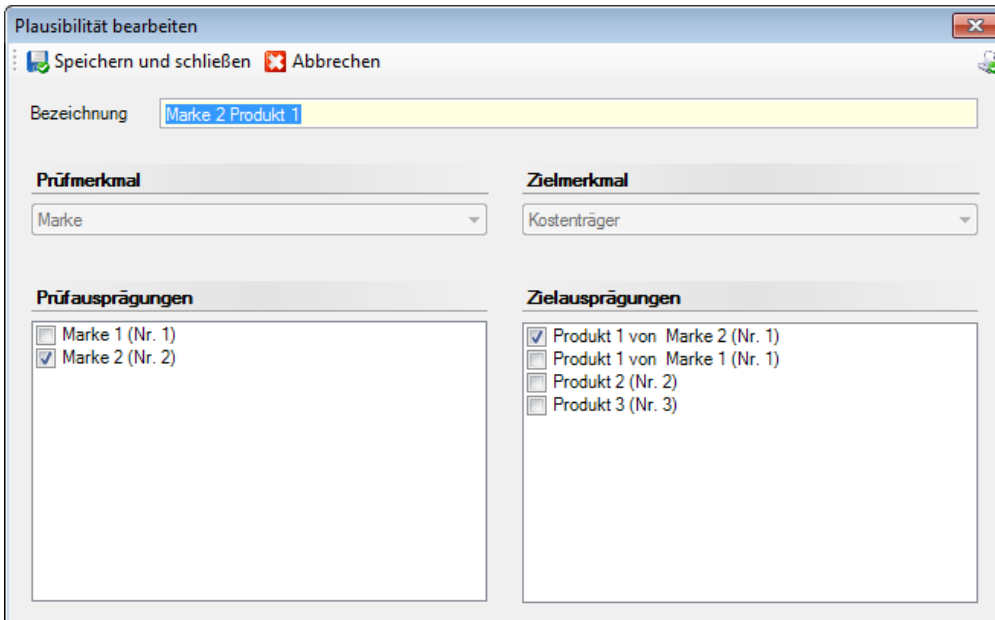 Plausibilität bearbeiten
Speichern und schließen Abbrechen
Bezeichnung Marke 2 Produkt 1
Prüfmerkmal Zielmerkmal
Marke Kostenträger
Prüfausprägungen Zielausprägungen
Marke 1 (Nr. 1)
Marke 2 (Nr. 2)
Produkt 1 von  Marke 2 (Nr. 1)
Produkt 1 von  Marke 1 (Nr. 1)
Produkt 2 (Nr. 2)
Produkt 3 (Nr. 3)